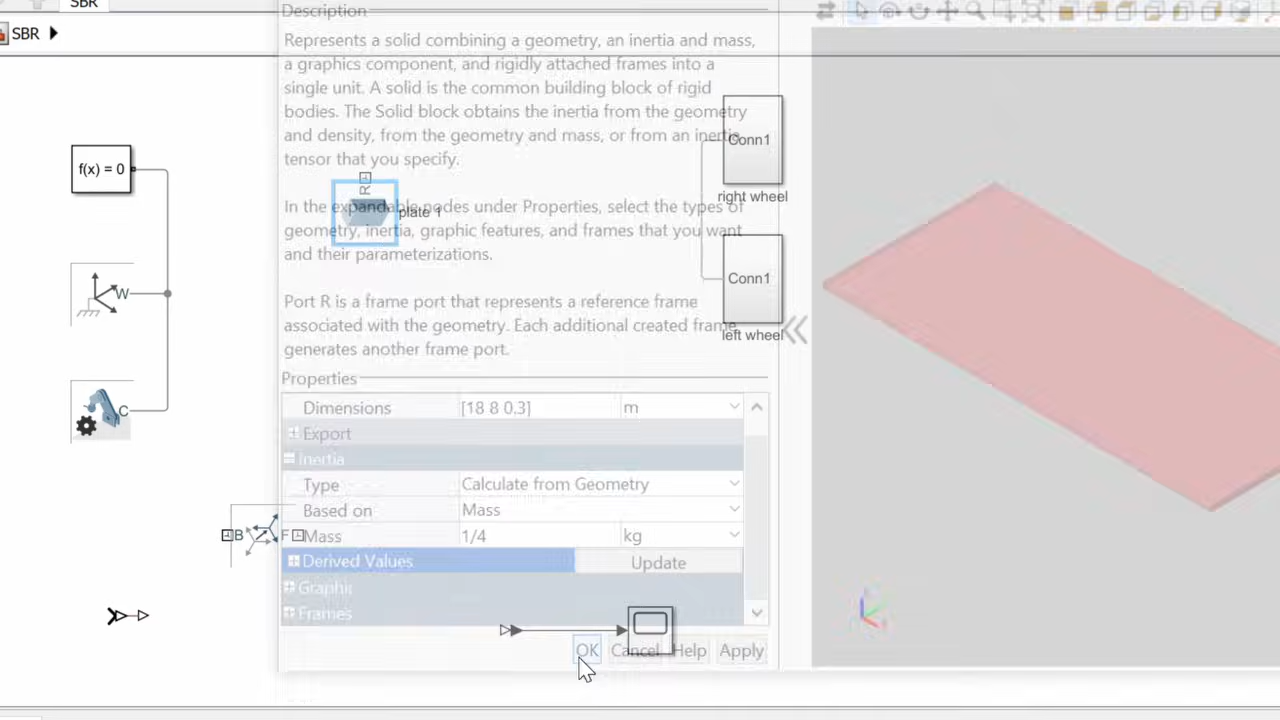 SBR
SBR
Description
Represents a solid combining a geometry, an inertia and mass,
a graphics component, and rigidly attached frames into a
single unit. A solid is the common building block of rigid
bodies. The Solid block obtains the inertia from the geometry
and density, from the geometry and mass, or from an inertia
tensor that you specify.
In the expandable nodes under Properties, select the types of
geometry, inertia, graphic features, and frames that you want
and their parameterizations.
Port R is a frame port that represents a reference frame
associated with the geometry. Each additional created frame
generates another frame port.
Properties
Dimensions [18 8 0.3] m
Export
Inertia
Type Calculate from Geometry
Based on Mass
Mass 1/4 kg
Derived Values Update
Graphic
Frames
OK Cancel Help Apply
f(x) = 0
W
C
B F
R
plate 1
Conn1
right wheel
Conn1
left wheel